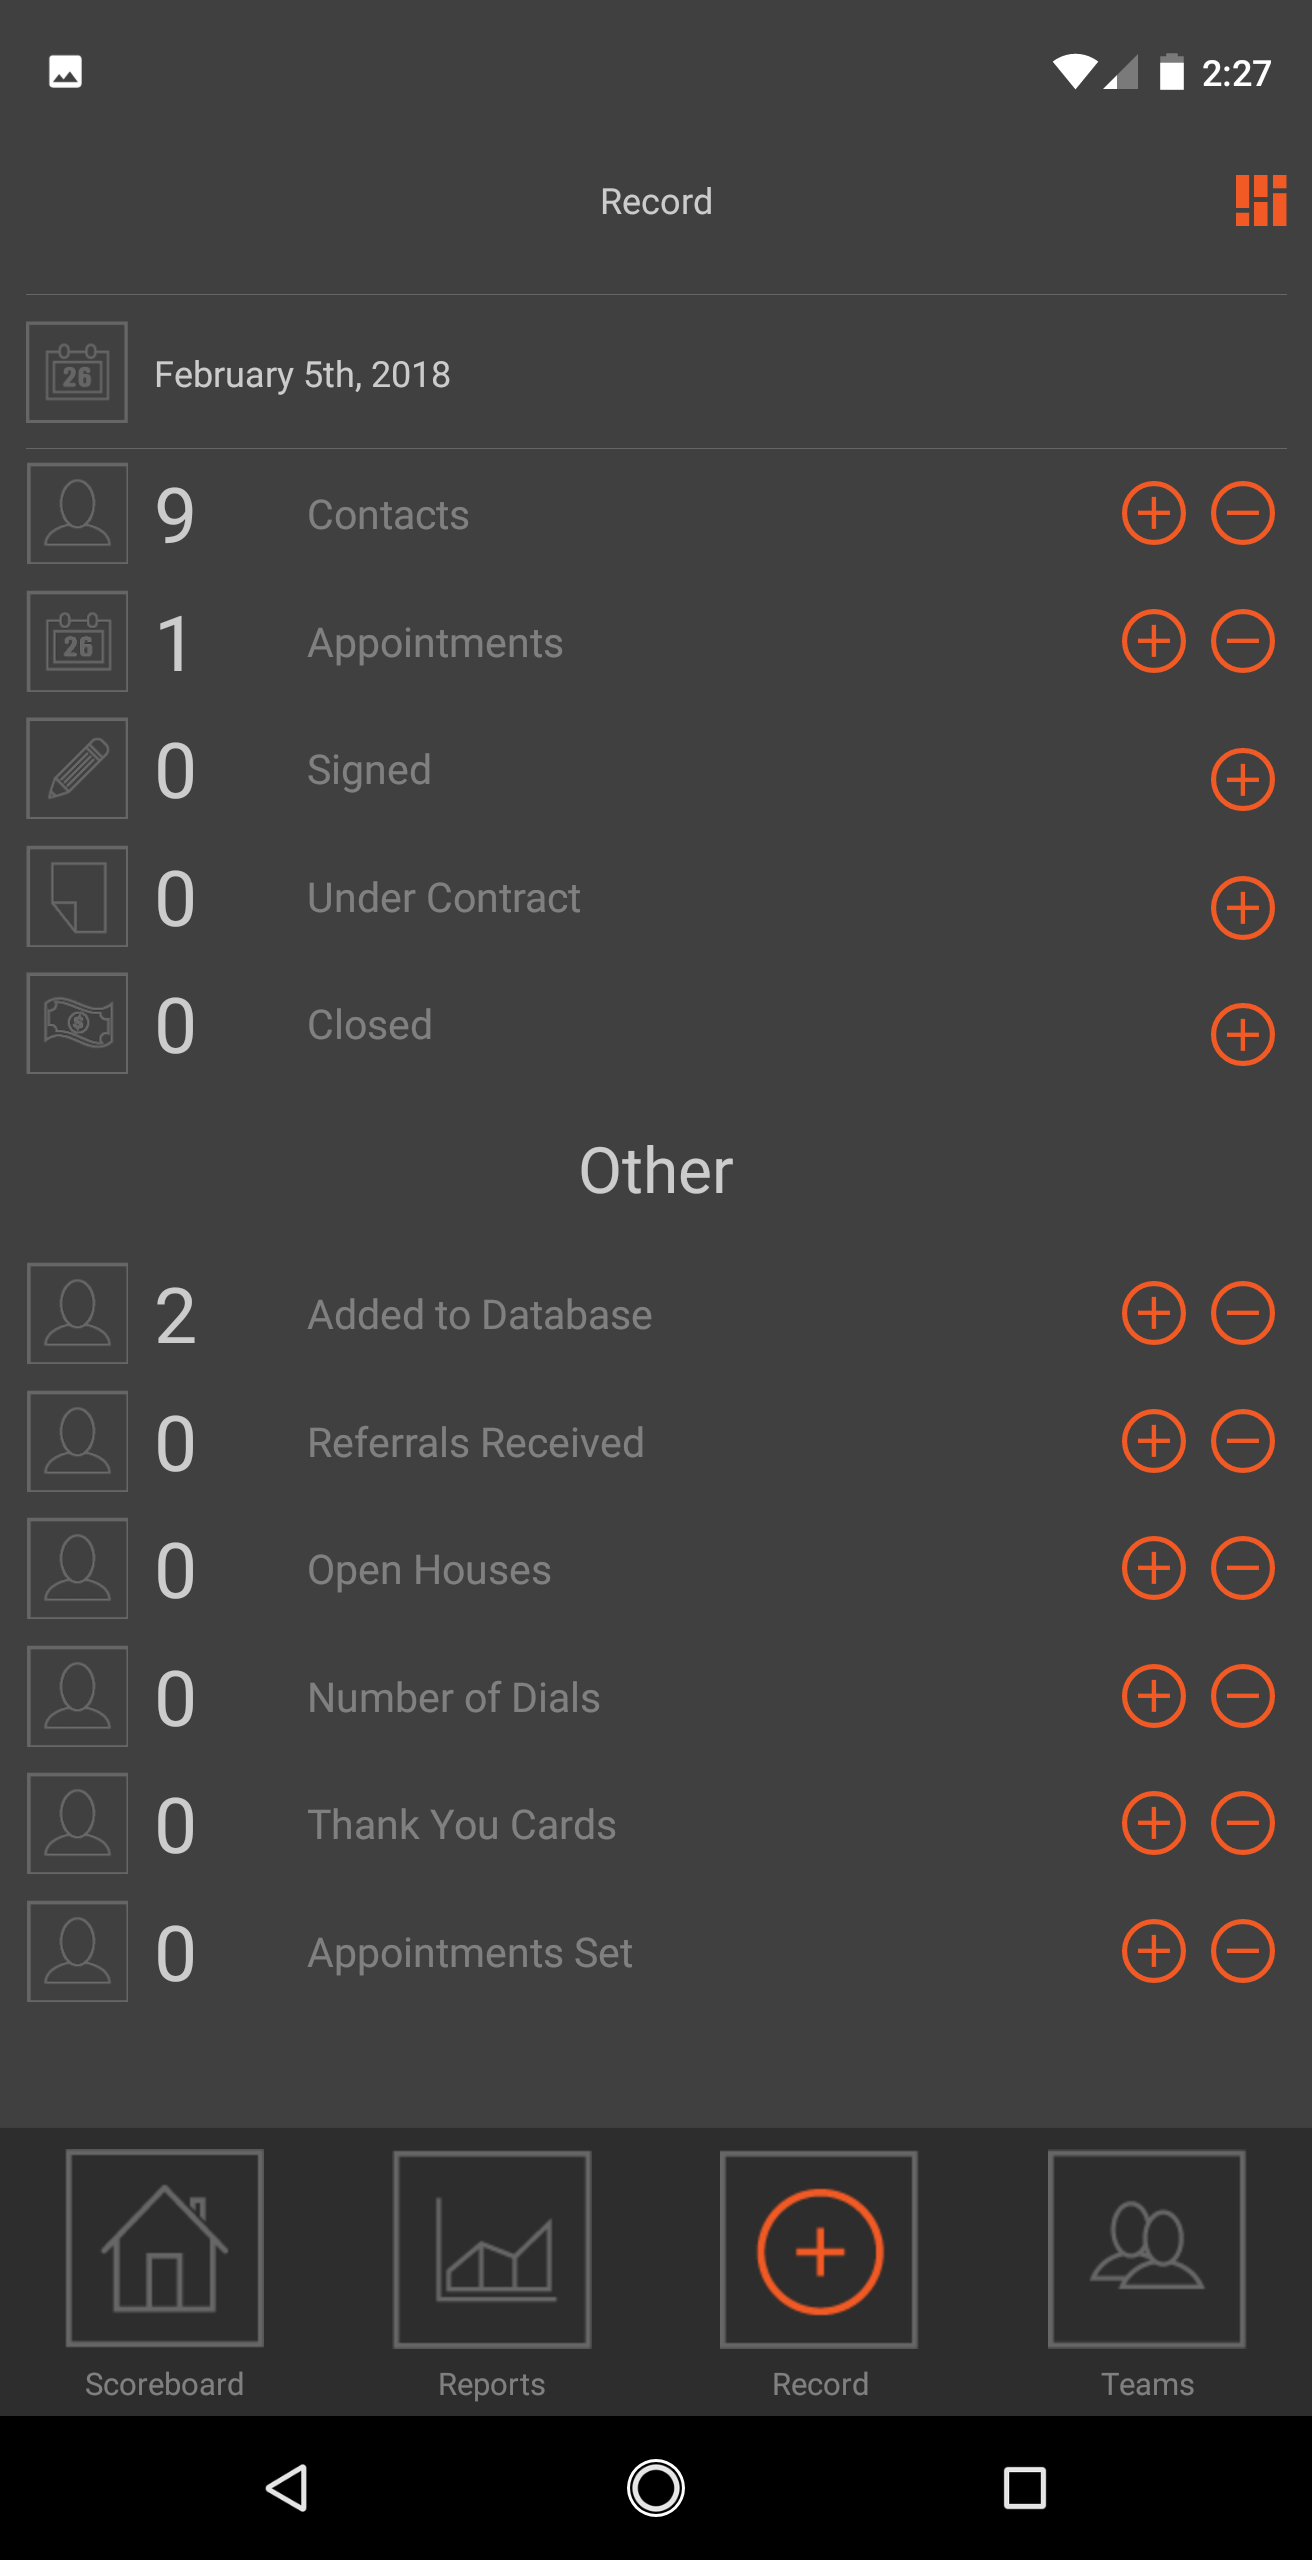 2:27
Record
26
February 5th, 2018
9 Contacts
26
1 Appointments
0 Signed
0 Under Contract
$
0 Closed
Other
2 Added to Database
0 Referrals Received
0 Open Houses
0 Number of Dials
0 Thank You Cards
0 Appointments Set
Scoreboard Reports Record Teams